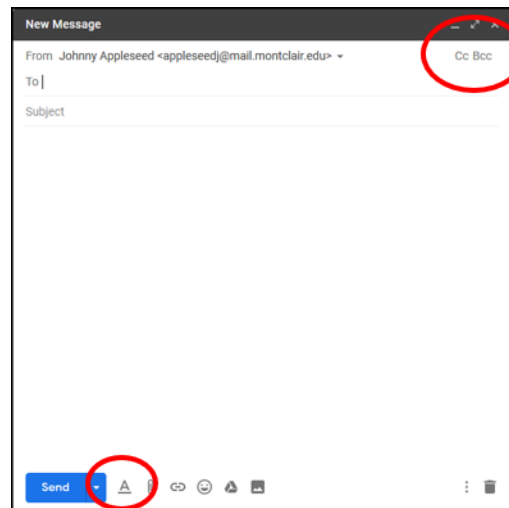 New Message
From Johnny Appleseed <appleseedj@mail.montclair.edu> Cc Bcc
To
Subject
Send A